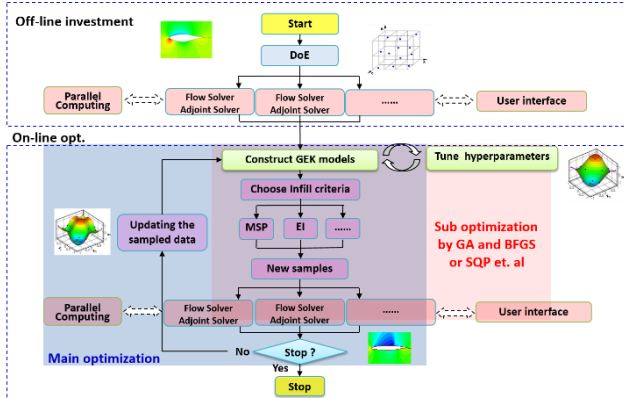 Off-line investment
Start
DoE
Parallel
Computing
Flow Solver
Adjoint Solver
Flow Solver
Adjoint Solver
......
User interface
On-line opt.
Construct GEK models
Tune hyperparameters
Choose Infill criteria
MSP
EI
......
Updating the
sampled data
Sub optimization
by GA and BFGS
or SQP et. al
New samples
Parallel
Computing
Flow Solver
Adjoint Solver
Flow Solver
Adjoint Solver
......
User interface
Main optimization
No
Stop ?
Yes
Stop